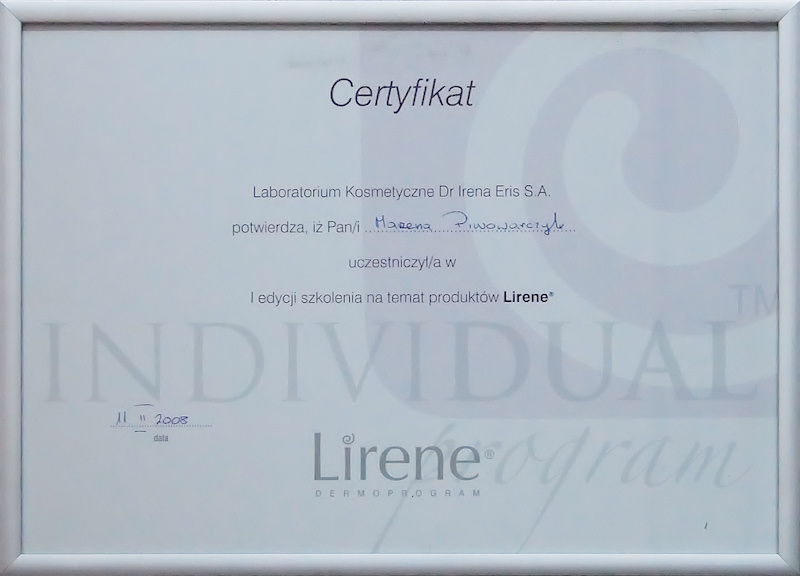 Certyfikat
Laboratorium Kosmetyczne Dr Irena Eris S.A.
potwierdza, iż Pan/i Marzena Piwowarczyk
uczestniczył/a w
I edycji szkolenia na temat produktów Lirene®
INDIVIDUAL TM
program
11 II 2008
data
Lirene®
DERMOPROGRAM